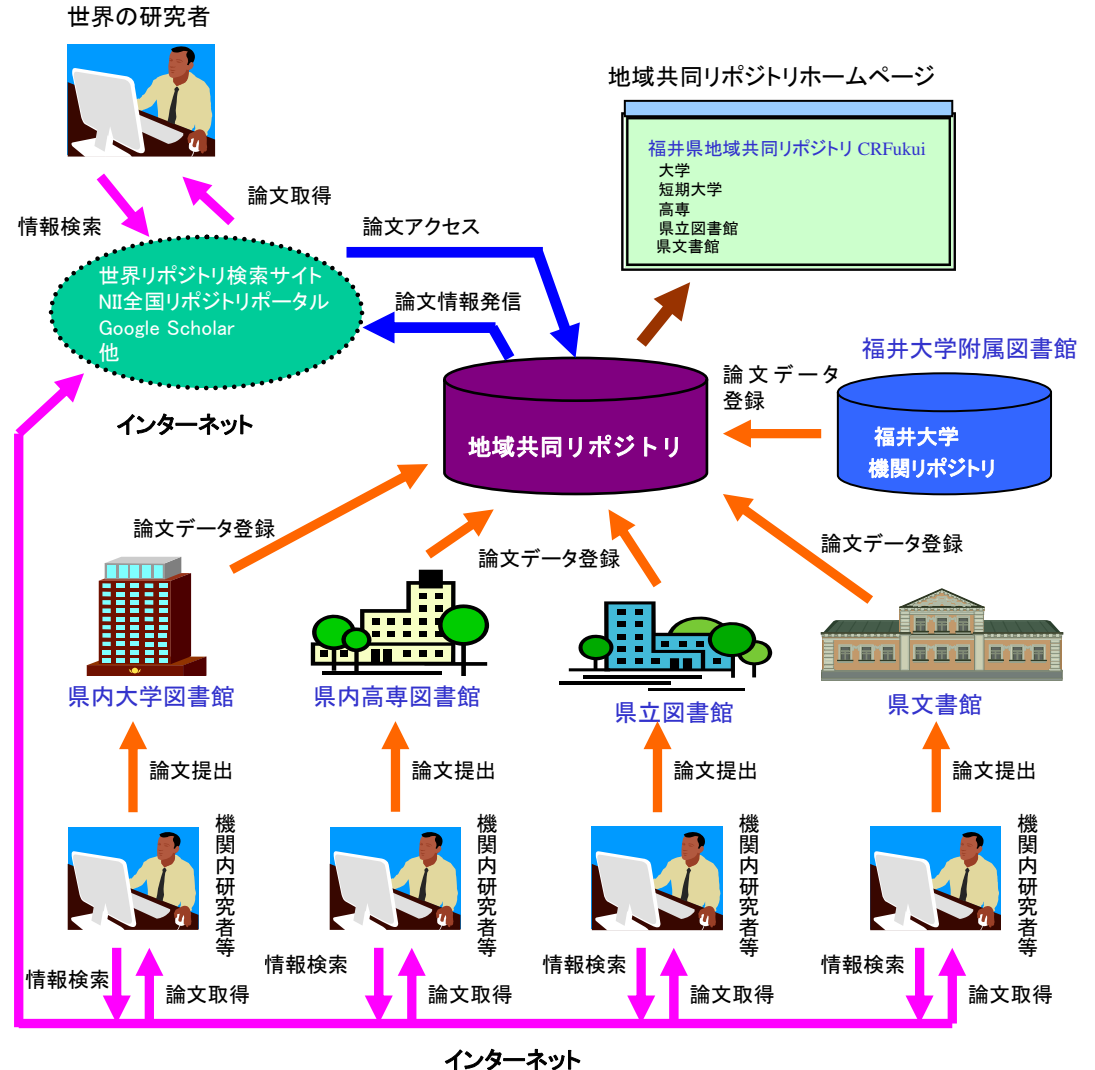 世界の研究者
地域共同リポジトリホームページ
福井県地域共同リポジトリ CRFukui
大学
短期大学
高専
県立図書館
県文書館
論文取得
情報検索
論文アクセス
世界リポジトリ検索サイト
NII全国リポジトリポータル
Google Scholar
他
論文情報発信
インターネット
福井大学附属図書館
論文データ
登録
福井大学
機関リポジトリ
地域共同リポジトリ
論文データ登録
論文データ登録
論文データ登録
県内大学図書館
県内高専図書館
県立図書館
県文書館
論文提出
論文提出
論文提出
論文提出
機関内研究者等
機関内研究者等
機関内研究者等
機関内研究者等
情報検索
論文取得
情報検索
論文取得
情報検索
論文取得
情報検索
論文取得
インターネット